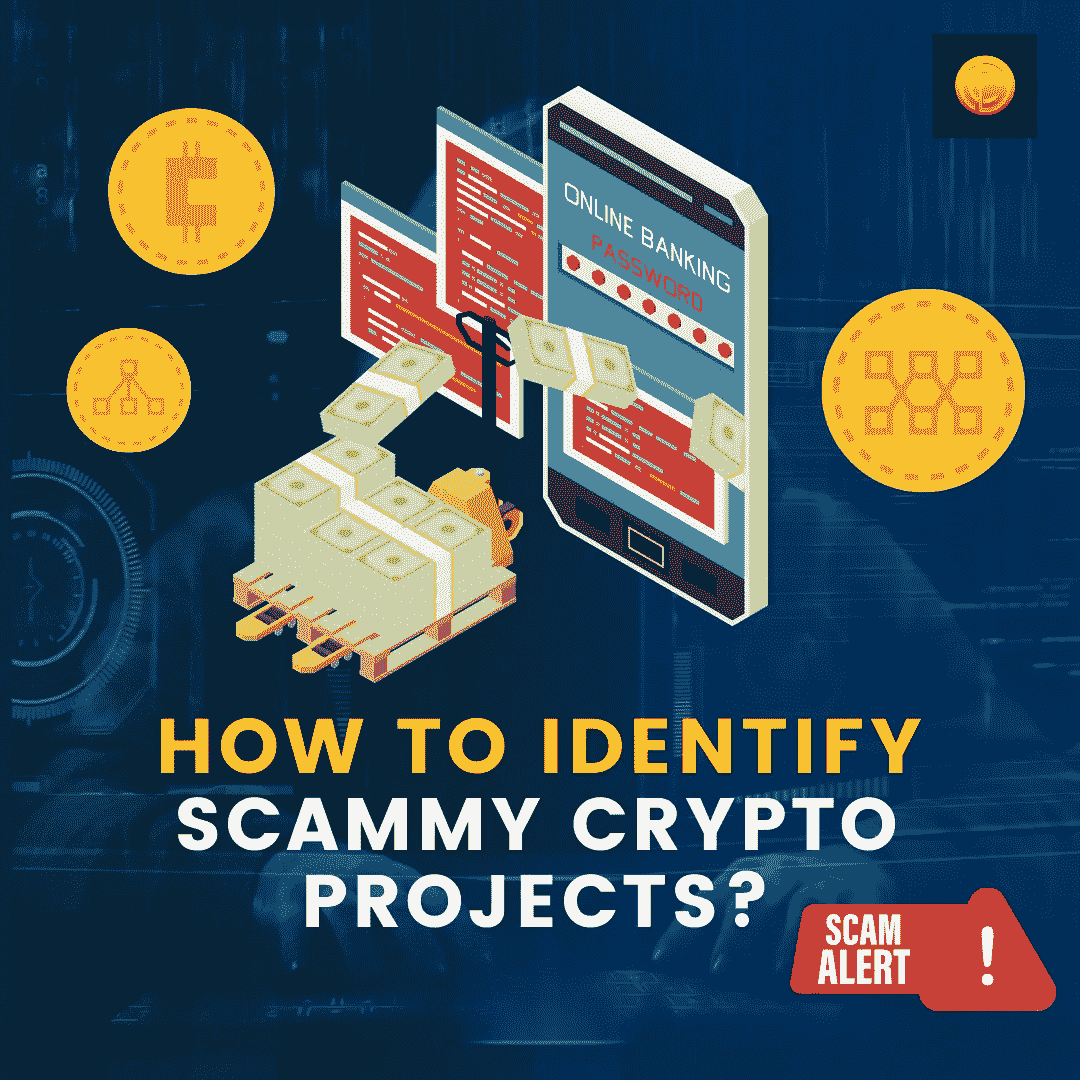 ONLINE BANKING
PASSWORD
HOW TO IDENTIFY
SCAMMY CRYPTO
PROJECTS?
SCAM
ALERT
!